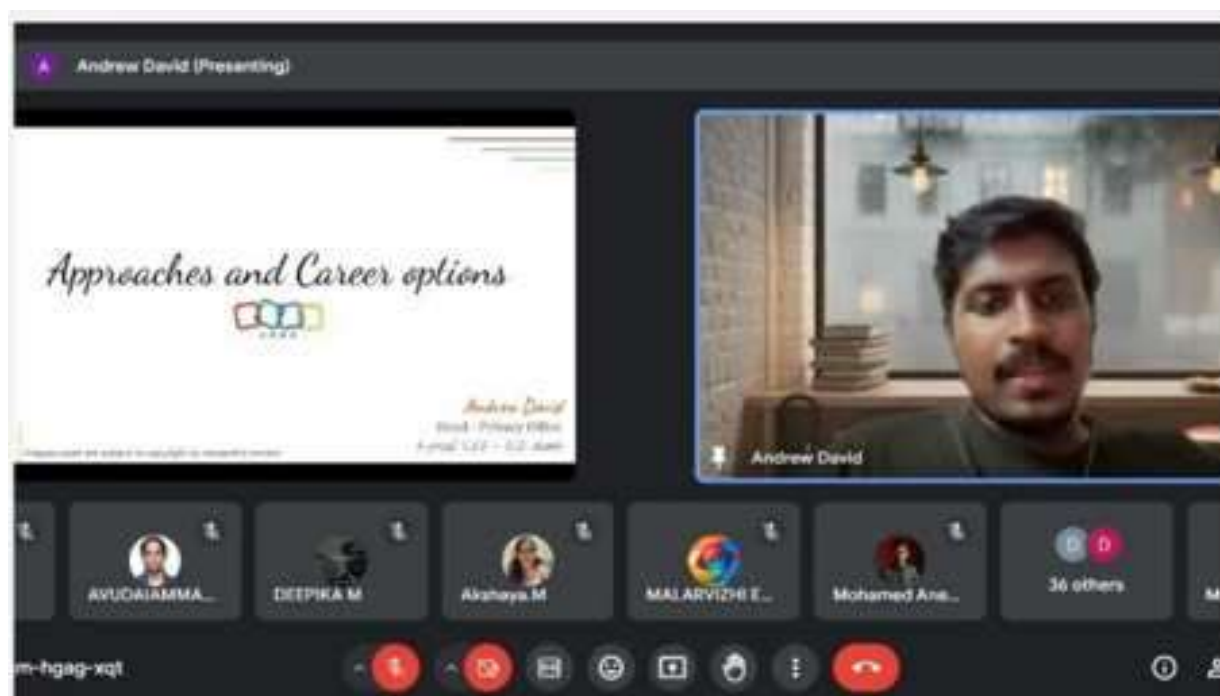 A
Andrew David (Presenting)
Approaches and Career options
Andrew David
Andrew David
AVUDAIAMMA...
DEEPIKA M
Akshaya.M
MALARVIZHI E...
Mohamed Ane...
D D
36 others
M
m-hgag-xqt